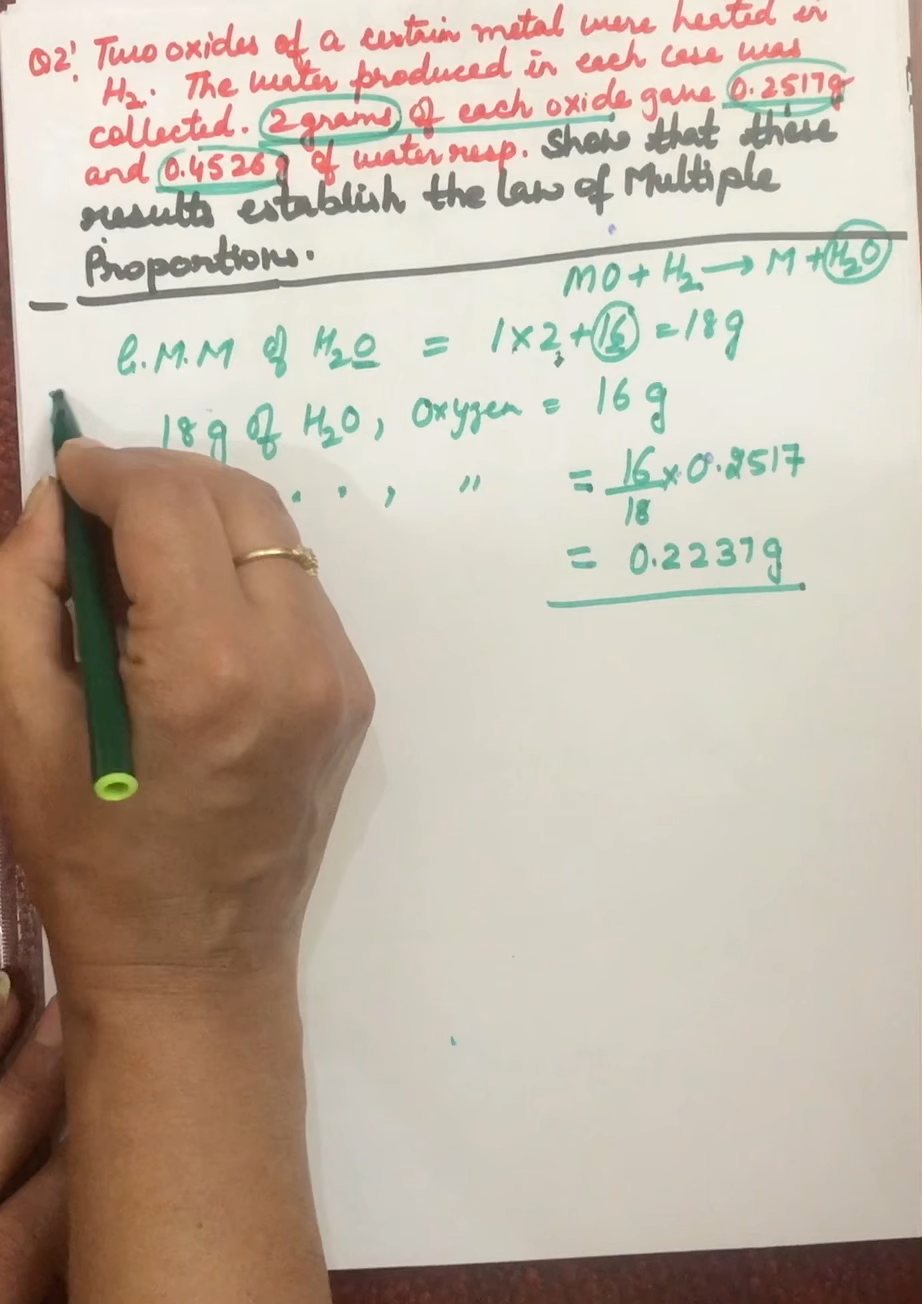 Q2: Two oxides of a certain metal were heated in
H₂. The water produced in each case was
collected. 2 grams of each oxide gave 0.2517g
and 0.4526g of water resp. Show that these
results establish the law of Multiple
Proportions.
MO + H₂ → M + H₂O
G.M.M of H₂O = 1×2+16 = 18g
18g of H₂O, Oxygen = 16g
" = 16/18 × 0.2517
= 0.2237g